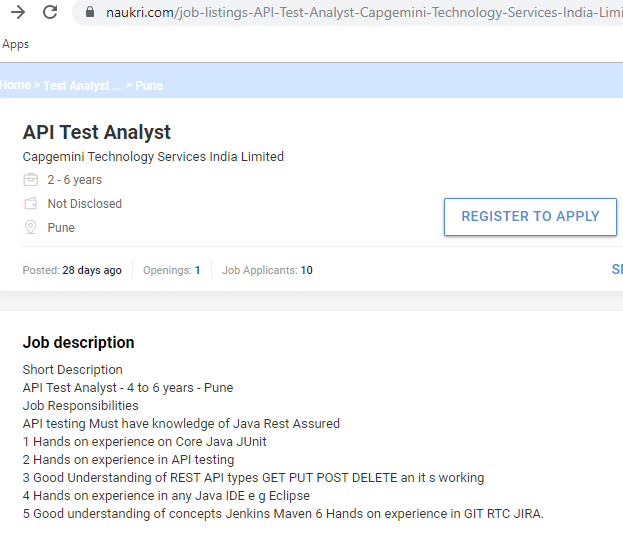 naukri.com/job-listings-API-Test-Analyst-Capgemini-Technology-Services-India-Limi
Apps
Home > Test Analyst ... > Pune
API Test Analyst
Capgemini Technology Services India Limited
2 - 6 years
Not Disclosed
Pune
REGISTER TO APPLY
Posted: 28 days ago Openings: 1 Job Applicants: 10
Job description
Short Description
API Test Analyst - 4 to 6 years - Pune
Job Responsibilities
API testing Must have knowledge of Java Rest Assured
1 Hands on experience on Core Java JUnit
2 Hands on experience in API testing
3 Good Understanding of REST API types GET PUT POST DELETE an it s working
4 Hands on experience in any Java IDE e g Eclipse
5 Good understanding of concepts Jenkins Maven 6 Hands on experience in GIT RTC JIRA.